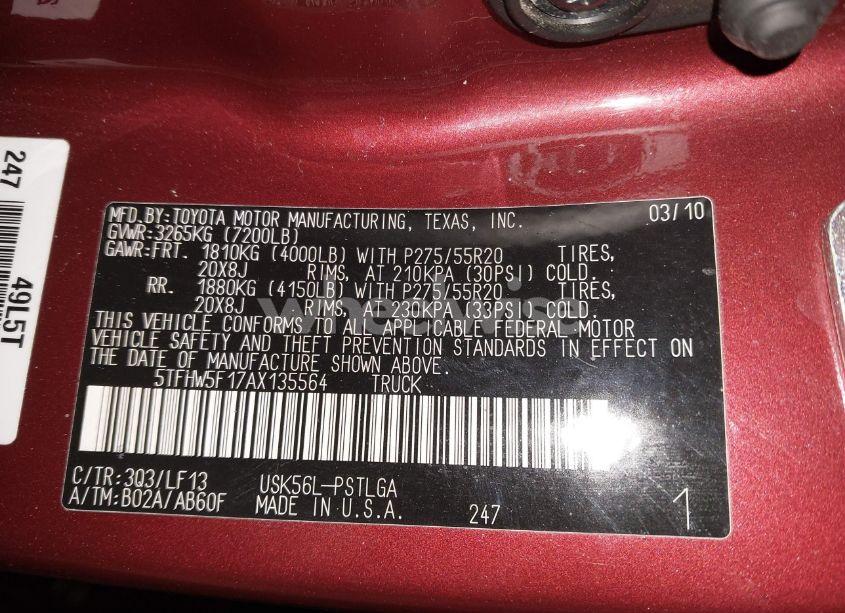 MFD.BY:TOYOTA MOTOR MANUFACTURING, TEXAS, INC. 03/10
GVWR:3265KG (7200LB)
GAWR:FRT. 1810KG (4000LB) WITH P275/55R20 TIRES,
20X8J RIMS, AT 210KPA (30PSI) COLD.
RR. 1880KG (4150LB) WITH P275/55R20 TIRES,
20X8J RIMS, AT 230KPA (33PSI) COLD.
THIS VEHICLE CONFORMS TO ALL APPLICABLE FEDERAL MOTOR
VEHICLE SAFETY AND THEFT PREVENTION STANDARDS IN EFFECT ON
THE DATE OF MANUFACTURE SHOWN ABOVE.
5TFHW5F17AX135564 TRUCK
C/TR:3Q3/LF13 USK56L-PSTLGA
A/TM:B02A/AB60F MADE IN U.S.A. 247 1
247
49L5T